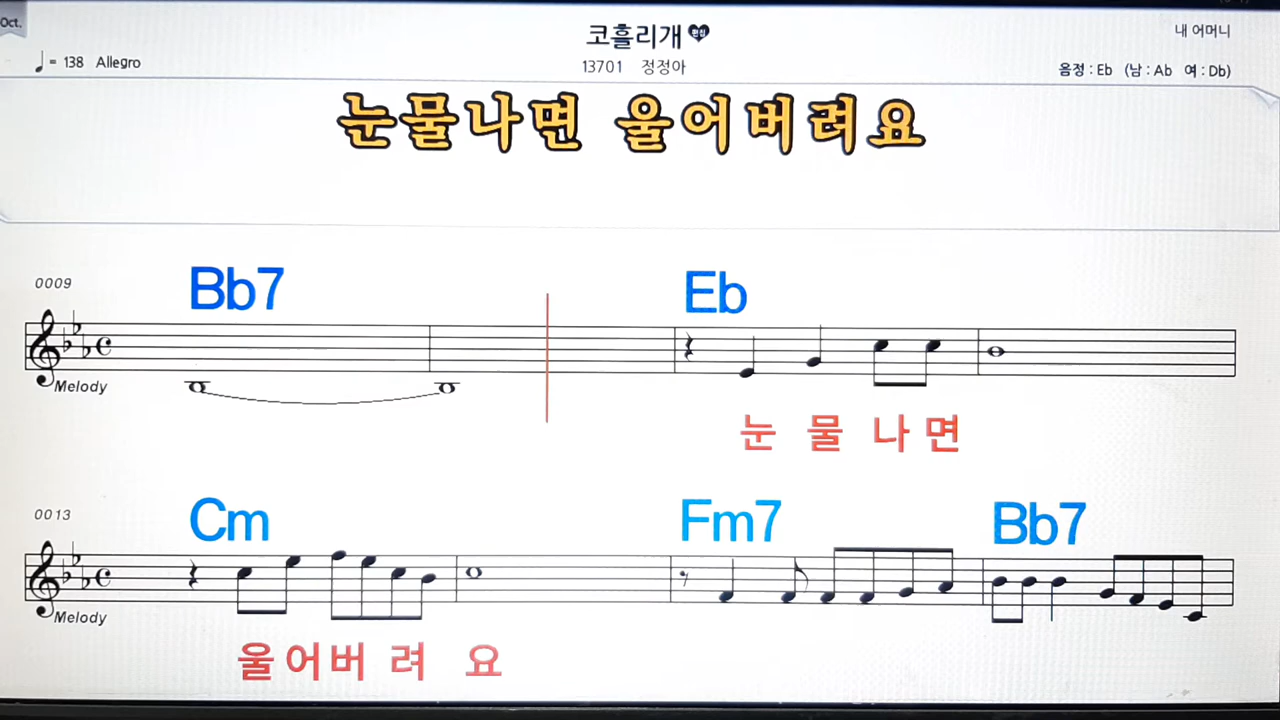 Oct.
코흘리개
내 어머니
♩= 138 Allegro
13701 정정아
음정 : Eb (남 : Ab 여 : Db)
눈물나면 울어버려요
0009
Bb7 Eb
Melody
눈 물 나 면
0013
Cm Fm7 Bb7
Melody
울 어 버 려 요